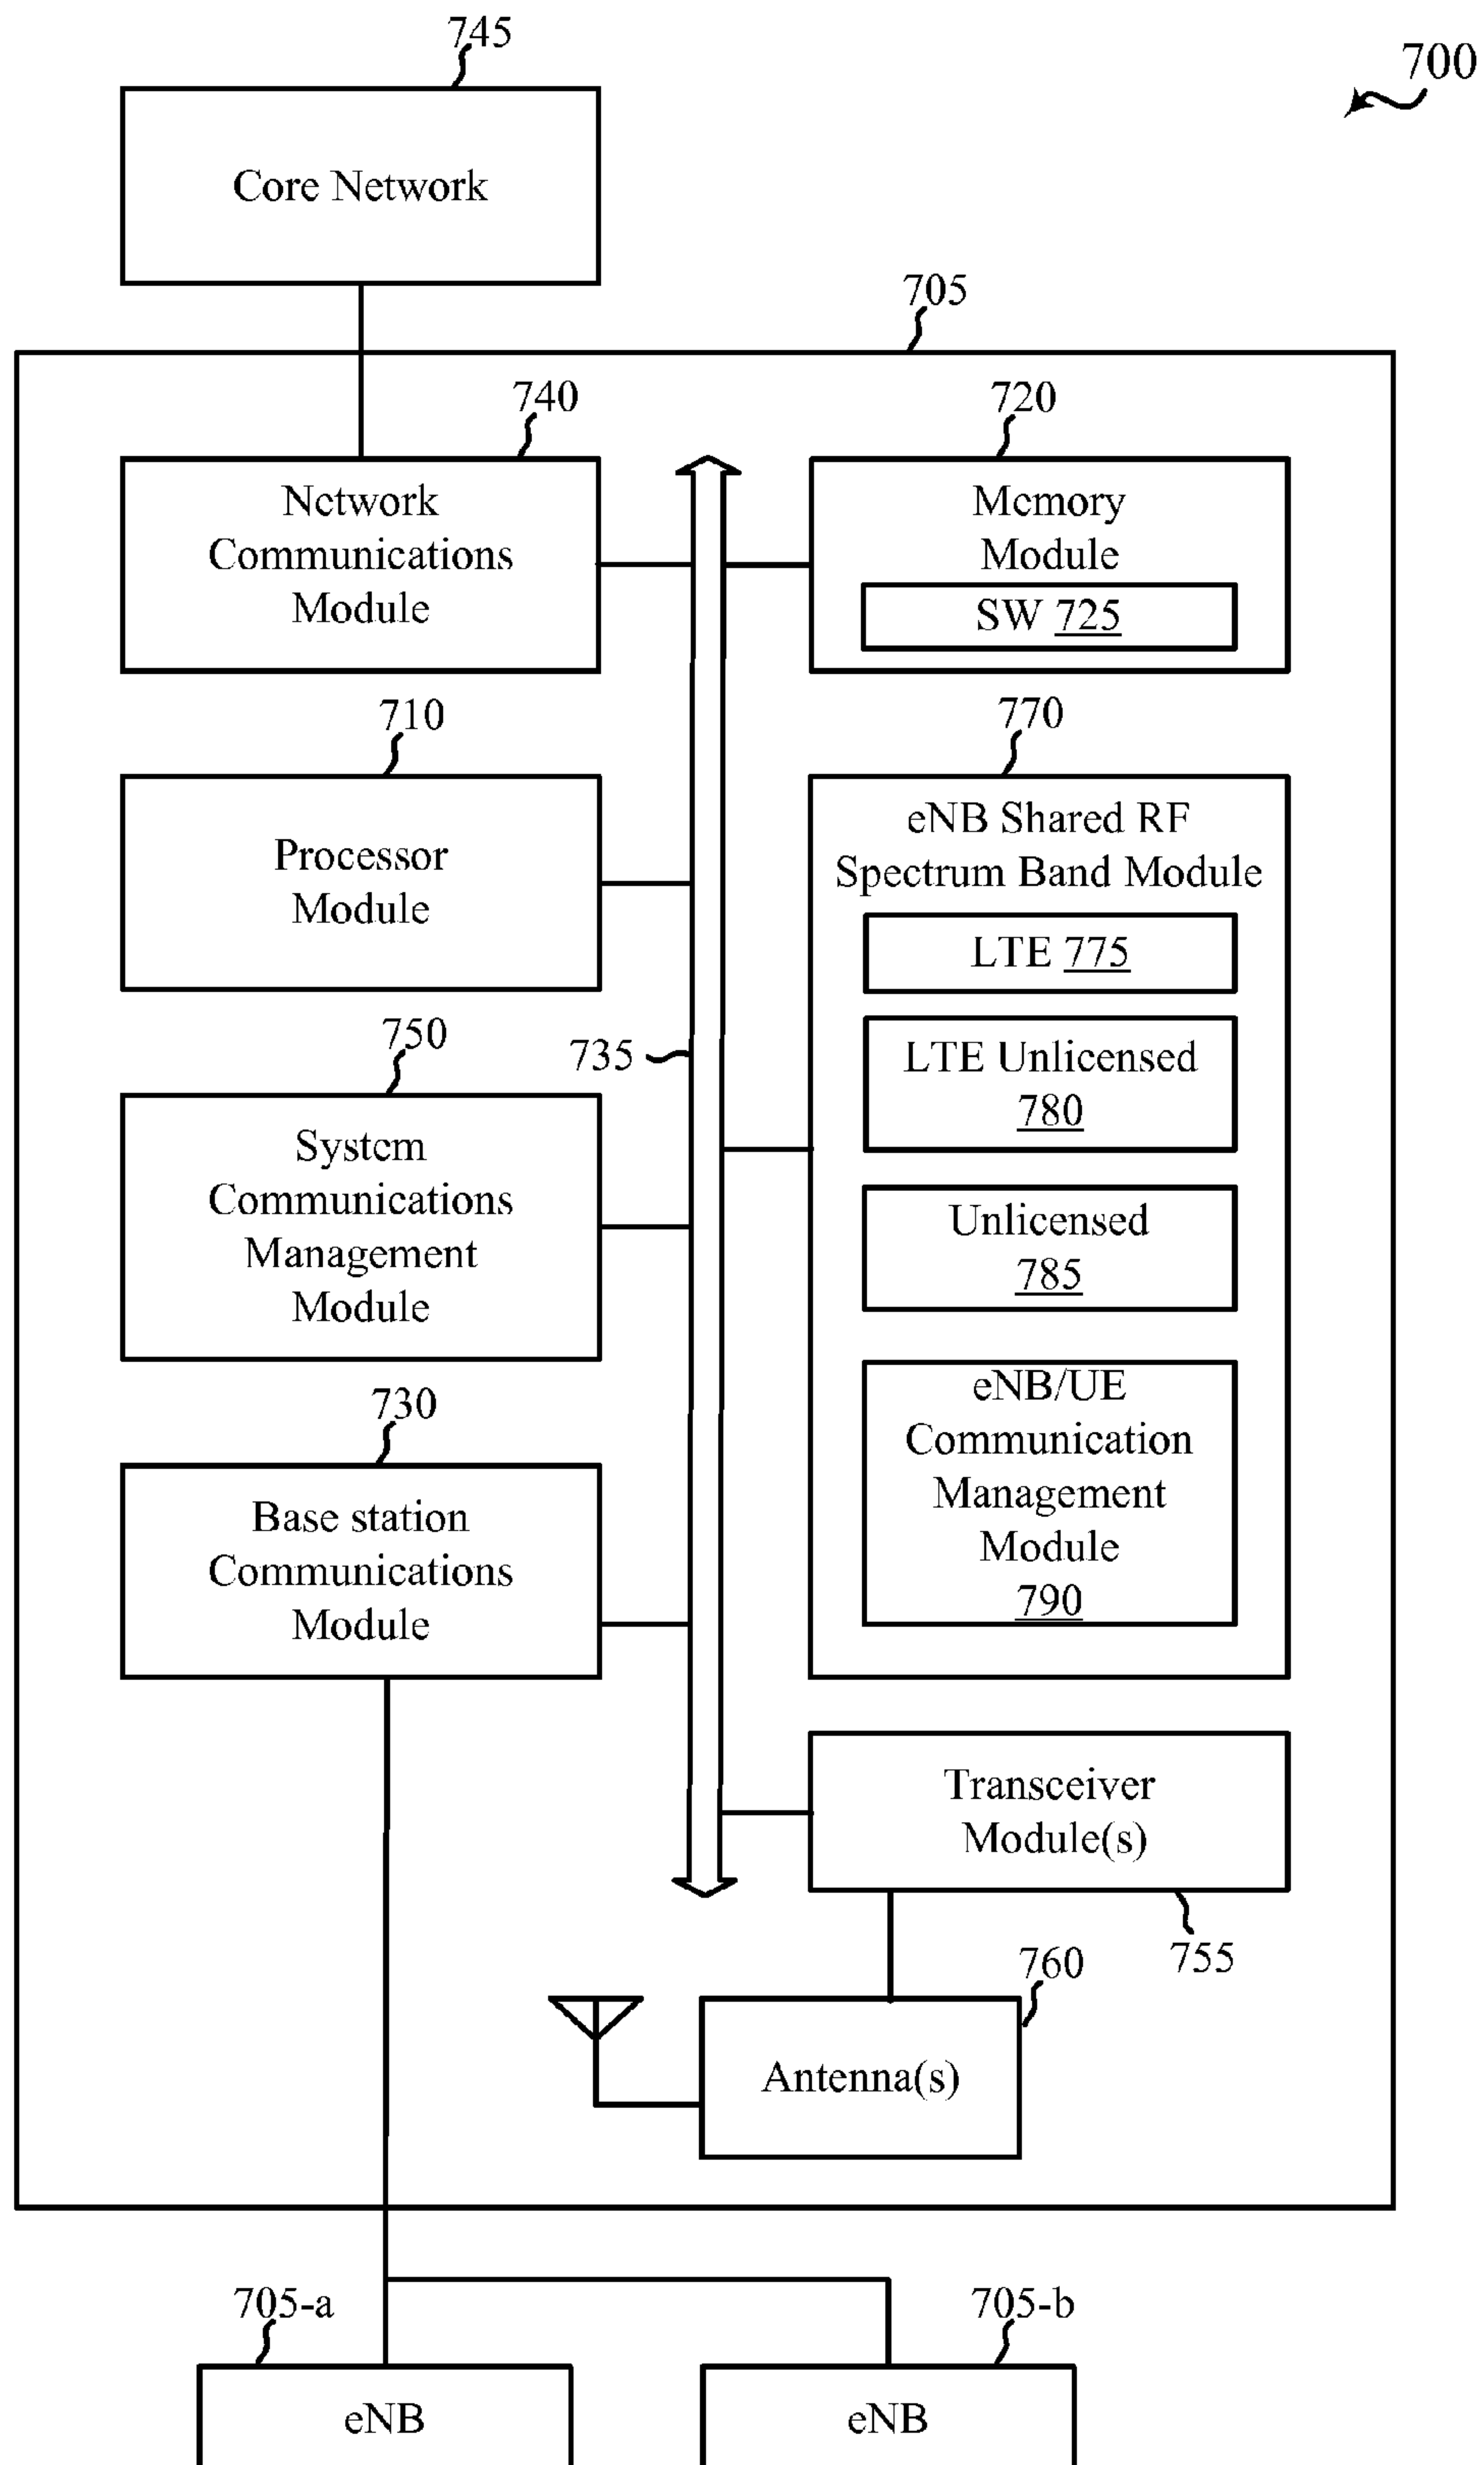 745
700
Core Network
705
740
720
Network
Communications
Module
Memory
Module
SW 725
710
770
Processor
Module
eNB Shared RF
Spectrum Band Module
LTE 775
750
735
LTE Unlicensed
780
System
Communications
Management
Module
Unlicensed
785
730
eNB/UE
Communication
Management
Module
790
Base station
Communications
Module
Transceiver
Module(s)
755
760
Antenna(s)
705-a
705-b
eNB
eNB